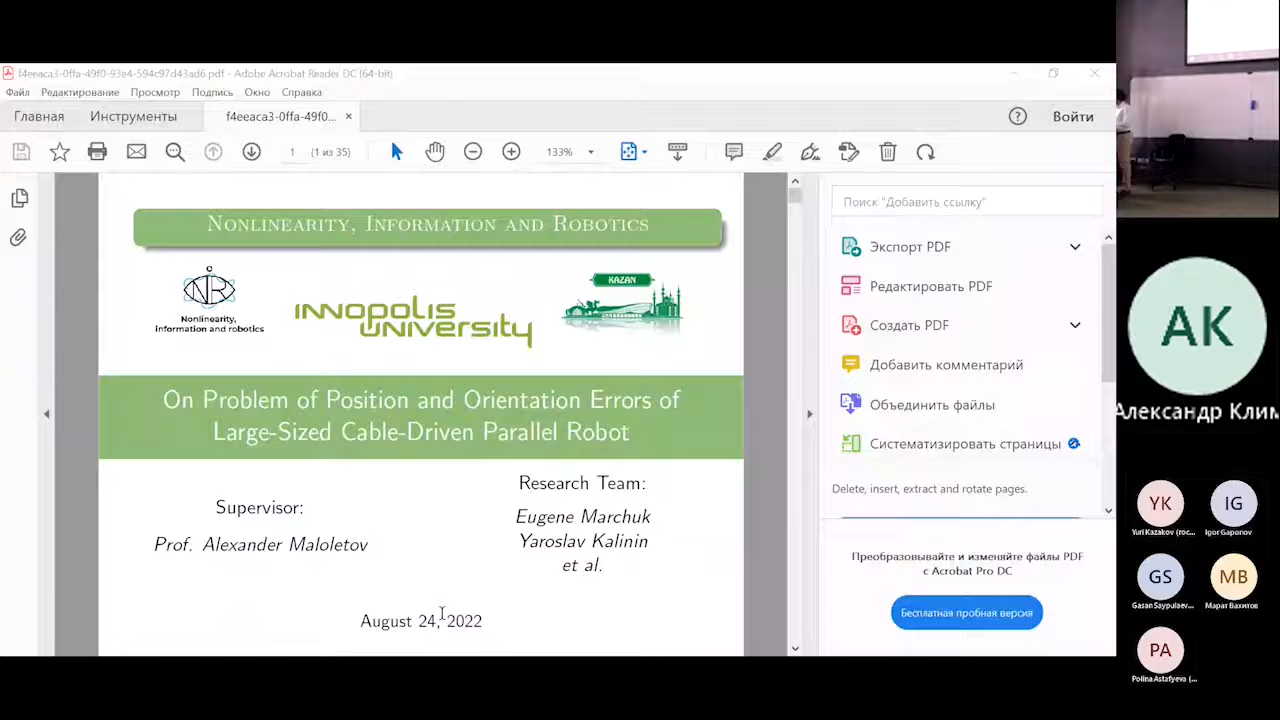 f4eeaca3-0ffa-49f0-93e4-594c97d43ad6.pdf - Adobe Acrobat Reader DC (64-bit)
Файл Редактирование Просмотр Подпись Окно Справка
Главная Инструменты f4eeaca3-0ffa-49f0... × Войти
1 (1 из 35) 133%
NONLINEARITY, INFORMATION AND ROBOTICS
NR
Nonlinearity,
information and robotics
INNOPOLIS
UNIVERSITY
KAZAN
On Problem of Position and Orientation Errors of
Large-Sized Cable-Driven Parallel Robot
Supervisor:
Prof. Alexander Maloletov
Research Team:
Eugene Marchuk
Yaroslav Kalinin
et al.
August 24, 2022
Поиск "Добавить ссылку"
Экспорт PDF
Редактировать PDF
Создать PDF
Добавить комментарий
Объединить файлы
Систематизировать страницы
Delete, insert, extract and rotate pages.
Преобразовывайте и изменяйте файлы PDF
с Acrobat Pro DC
Бесплатная пробная версия
AK
Александр Клим
YK IG
Yuri Kazakov (гос... Igor Gaponov
GS MB
Gasan Saypulaev... Марат Вахитов
PA
Polina Astafyeva (...